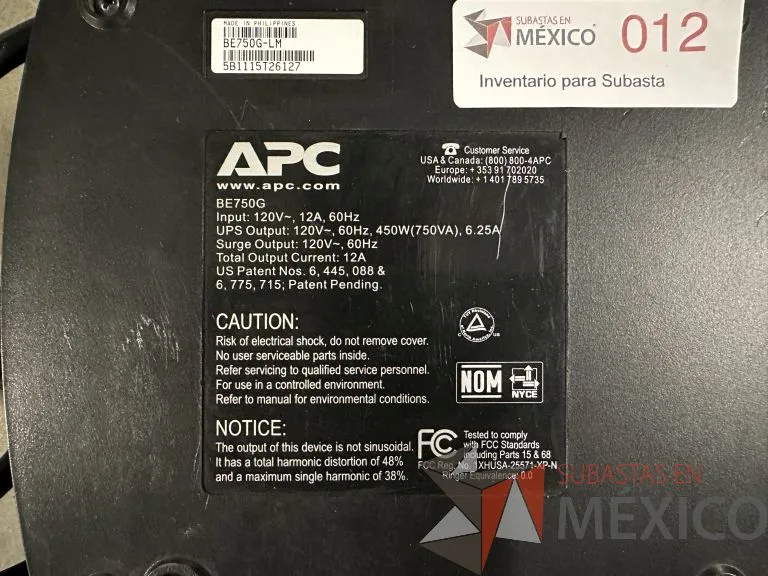 MADE IN PHILIPPINES
BE750G-LM
5B1115T26127
SUBASTAS EN
MÉXICO
012
Inventario para Subasta
APC
www.apc.com
Customer Service
USA & Canada: (800) 800-4APC
Europe: + 353 91 702020
Worldwide: + 1 401 789 5735
BE750G
Input: 120V~, 12A, 60Hz
UPS Output: 120V~, 60Hz, 450W(750VA), 6.25A
Surge Output: 120V~, 60Hz
Total Output Current: 12A
US Patent Nos. 6, 445, 088 &
6, 775, 715; Patent Pending.
CAUTION:
Risk of electrical shock, do not remove cover.
No user serviceable parts inside.
Refer servicing to qualified service personnel.
For use in a controlled environment.
Refer to manual for environmental conditions.
C US
NOM
NYCE
NOTICE:
The output of this device is not sinusoidal.
It has a total harmonic distortion of 48%
and a maximum single harmonic of 38%.
FC
Tested to comply
with FCC Standards
Including Parts 15 & 68
FCC Reg. No. 1XHUSA-25571-XP-N
Ringer Equivalence: 0.0
SUBASTAS EN
MÉXICO